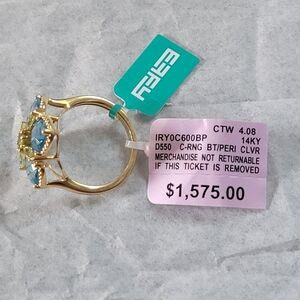 EFFY
CTW 4.08
IRY0C600BP 14KY
D550 C-RNG BT/PERI CLVR
MERCHANDISE NOT RETURNABLE
IF THIS TICKET IS REMOVED
$1,575.00